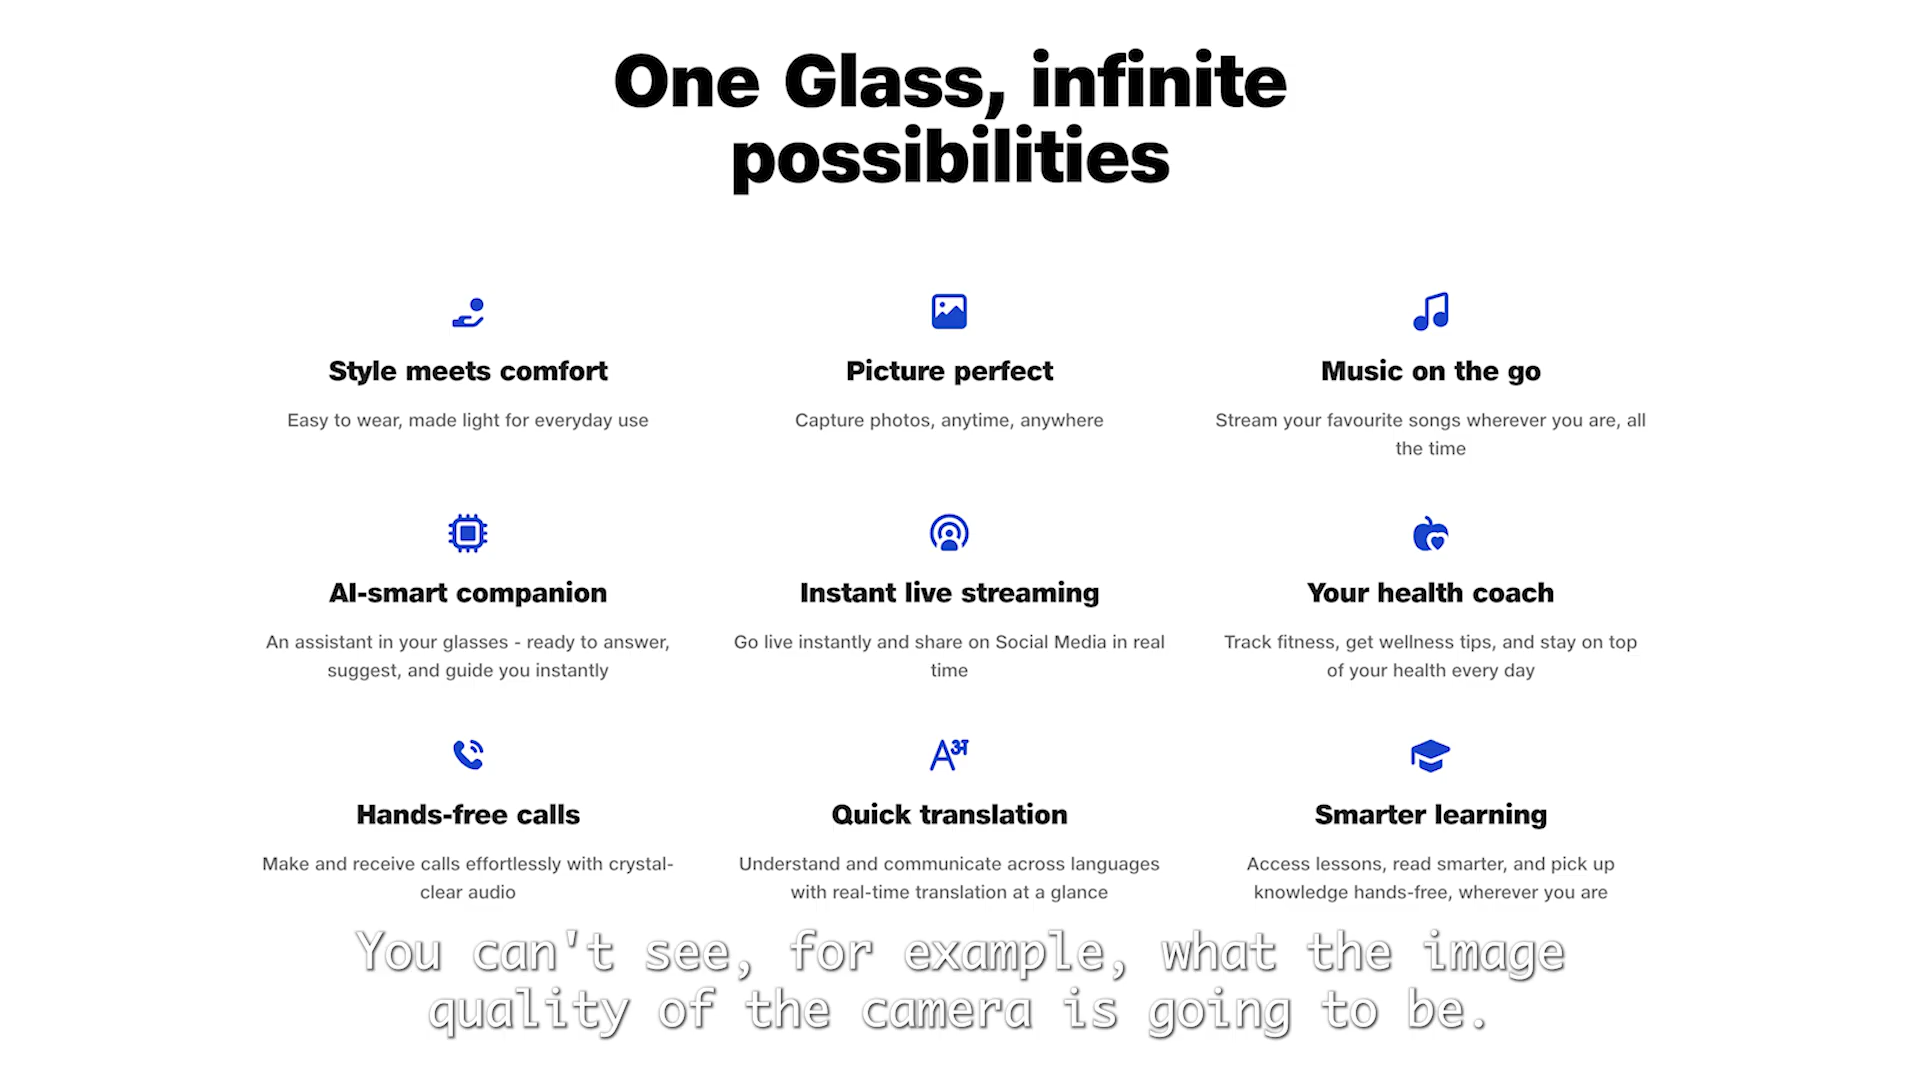 One Glass, infinite
possibilities
Style meets comfort
Easy to wear, made light for everyday use
Picture perfect
Capture photos, anytime, anywhere
Music on the go
Stream your favourite songs wherever you are, all
the time
AI-smart companion
An assistant in your glasses - ready to answer,
suggest, and guide you instantly
Instant live streaming
Go live instantly and share on Social Media in real
time
Your health coach
Track fitness, get wellness tips, and stay on top
of your health every day
Hands-free calls
Make and receive calls effortlessly with crystal-
clear audio
A अ
Quick translation
Understand and communicate across languages
with real-time translation at a glance
Smarter learning
Access lessons, read smarter, and pick up
knowledge hands-free, wherever you are
You can't see, for example, what the image
quality of the camera is going to be.